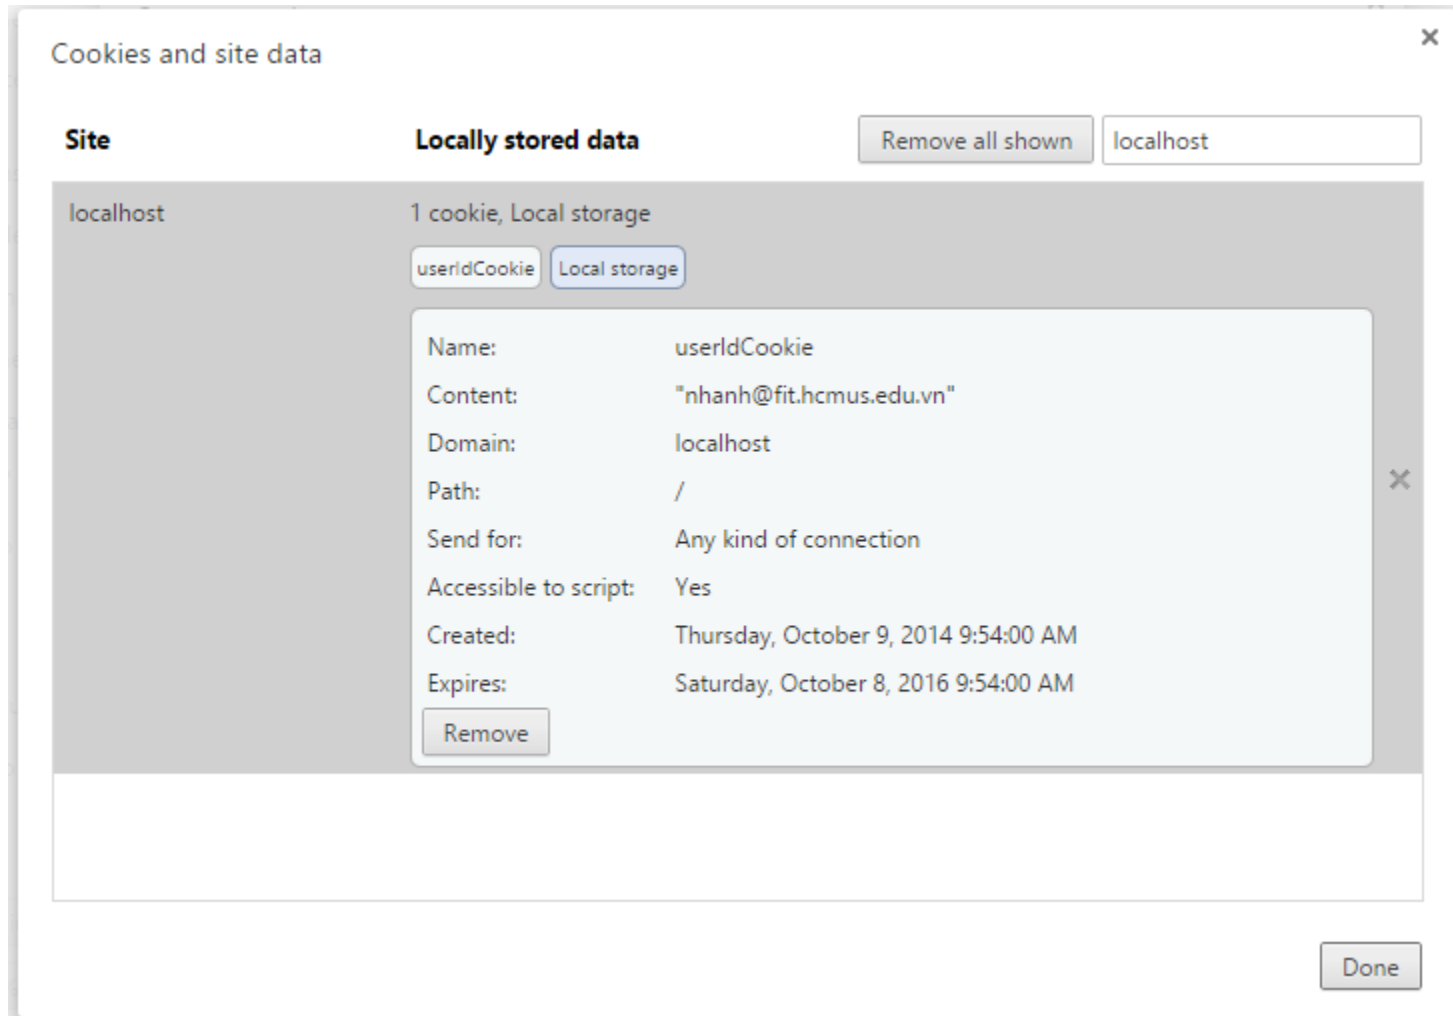 Cookies and site data
Site Locally stored data Remove all shown localhost
localhost 1 cookie, Local storage
userIdCookie Local storage
Name: userIdCookie
Content: "nhanh@fit.hcmus.edu.vn"
Domain: localhost
Path: /
Send for: Any kind of connection
Accessible to script: Yes
Created: Thursday, October 9, 2014 9:54:00 AM
Expires: Saturday, October 8, 2016 9:54:00 AM
Remove
Done